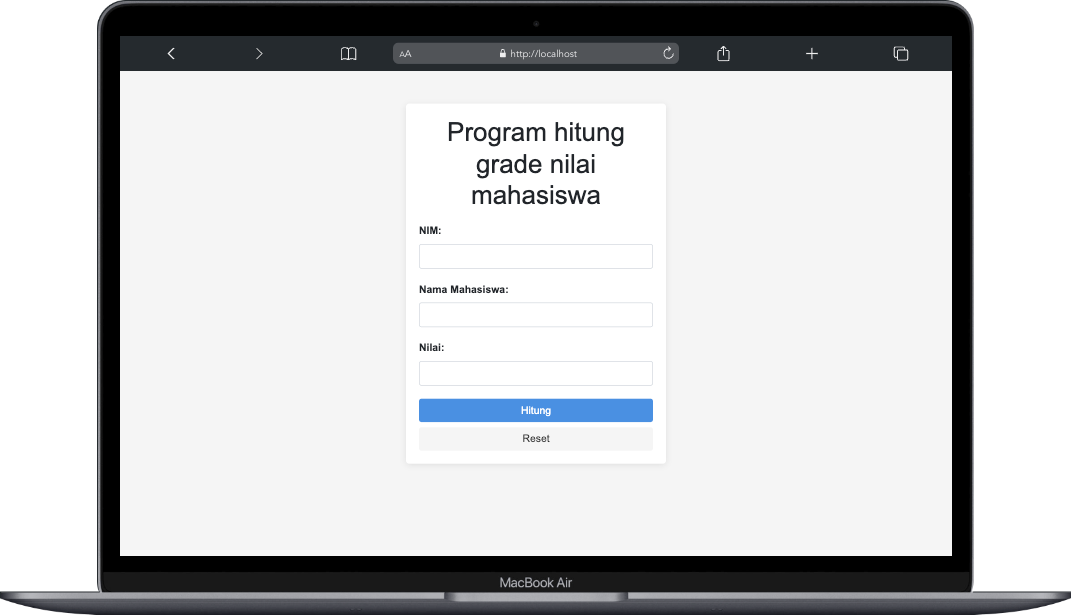 AA http://localhost
Program hitung
grade nilai
mahasiswa
NIM:
Nama Mahasiswa:
Nilai:
Hitung
Reset
MacBook Air